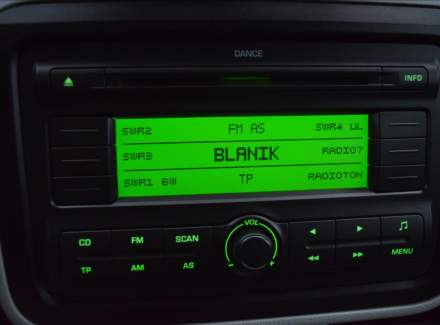 DANCE
INFO
SWR2 FM AS SWR4 UL
SWR3 BLANIK RADIO7
SWR1 BW TP RADIOTON
VOL
CD FM SCAN
TP AM AS MENU
- +